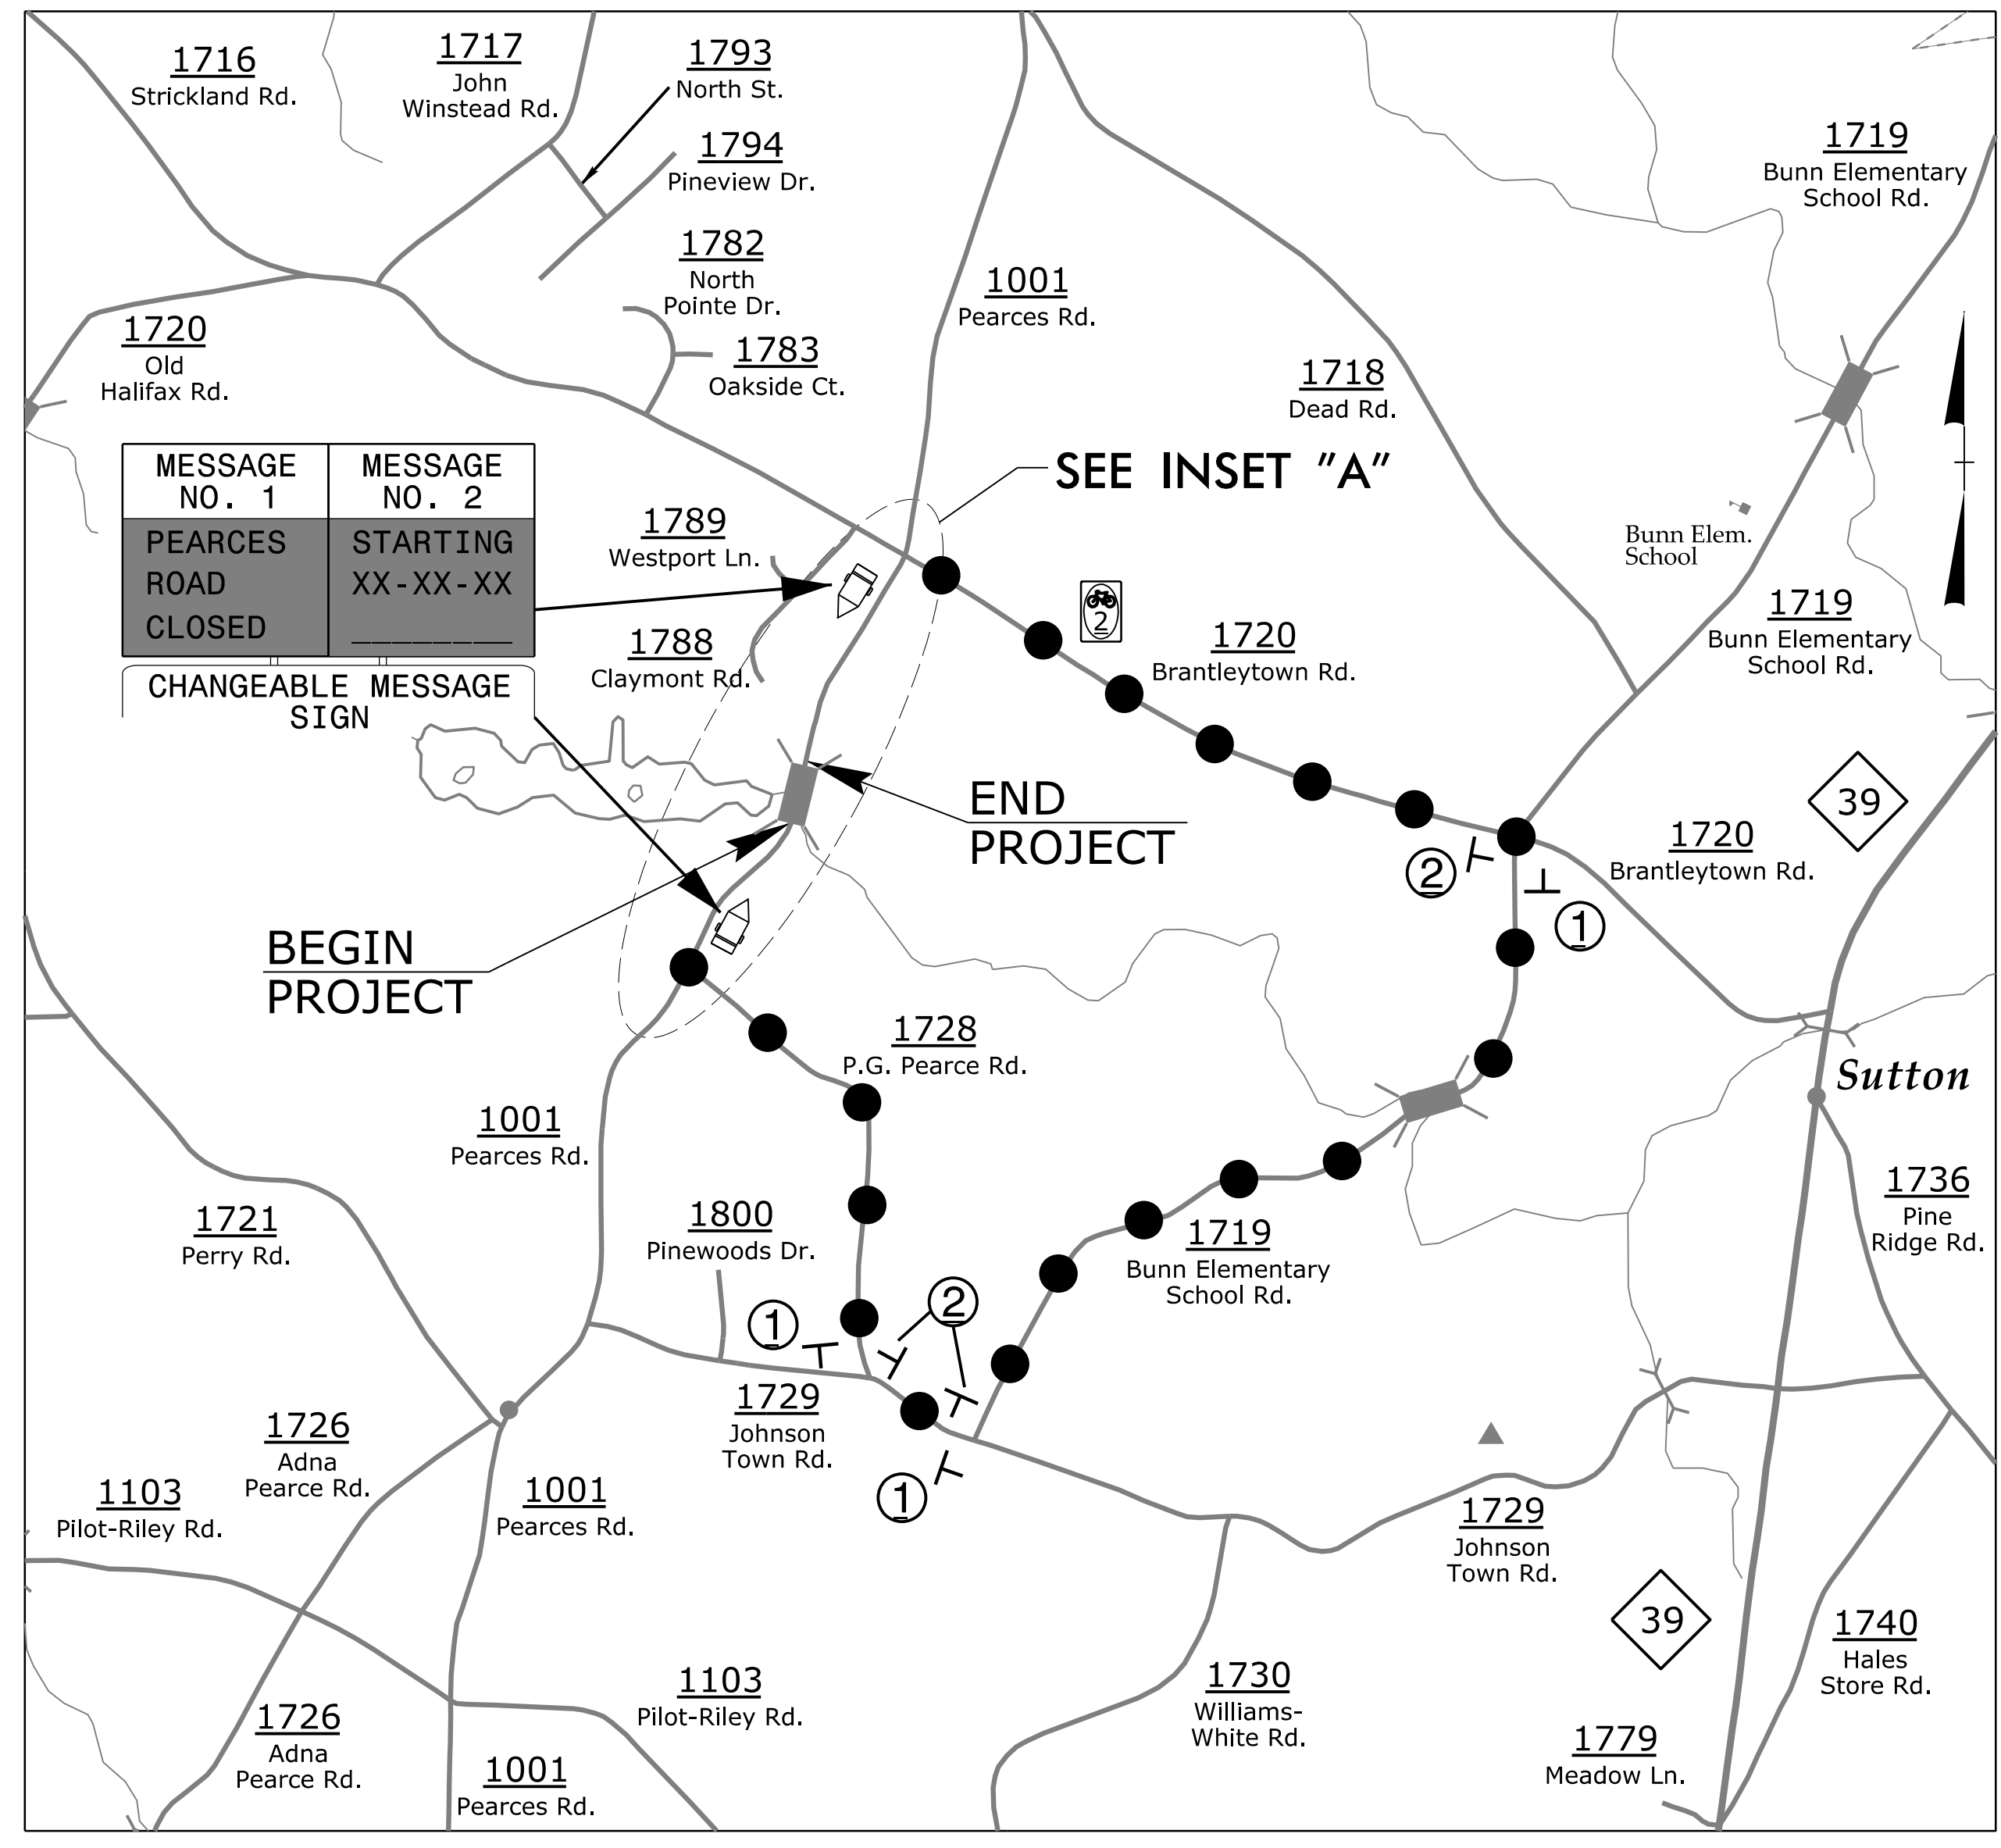 1716
Strickland Rd.
1717
John
Winstead Rd.
1793
North St.
1794
Pineview Dr.
1719
Bunn Elementary
School Rd.
1782
North
Pointe Dr.
1001
Pearces Rd.
1720
Old
Halifax Rd.
1783
Oakside Ct.
1718
Dead Rd.
MESSAGE
NO. 1
MESSAGE
NO. 2
PEARCES
ROAD
CLOSED
STARTING
XX-XX-XX
________
CHANGEABLE MESSAGE
SIGN
SEE INSET "A"
1789
Westport Ln.
Bunn Elem.
School
2
1788
Claymont Rd.
1720
Brantleytown Rd.
1719
Bunn Elementary
School Rd.
END
PROJECT
39
1720
Brantleytown Rd.
2
1
BEGIN
PROJECT
1728
P.G. Pearce Rd.
Sutton
1001
Pearces Rd.
1736
Pine
Ridge Rd.
1721
Perry Rd.
1800
Pinewoods Dr.
1719
Bunn Elementary
School Rd.
1
2
1729
Johnson
Town Rd.
1726
Adna
Pearce Rd.
1
1103
Pilot-Riley Rd.
1001
Pearces Rd.
1729
Johnson
Town Rd.
39
1740
Hales
Store Rd.
1103
Pilot-Riley Rd.
1730
Williams-
White Rd.
1726
Adna
Pearce Rd.
1779
Meadow Ln.
1001
Pearces Rd.